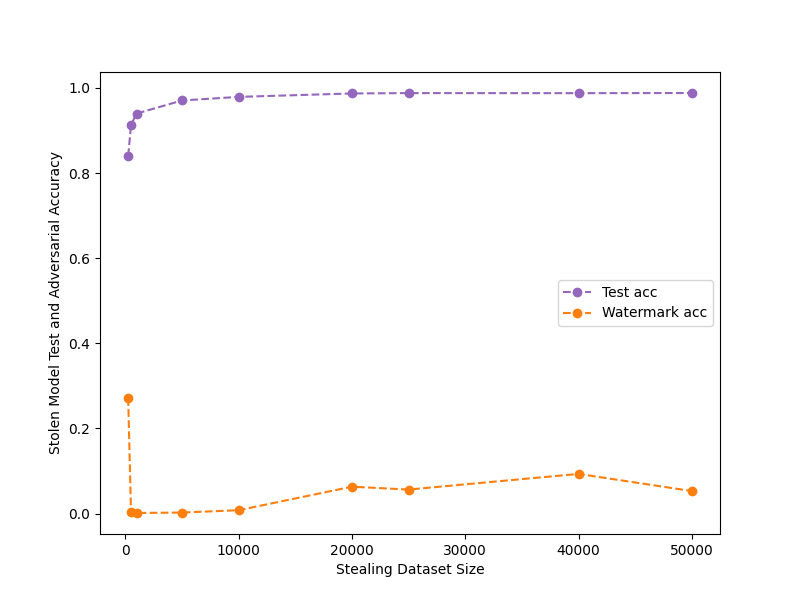 1.0
0.8
0.6
0.4
0.2
0.0
Stolen Model Test and Adversarial Accuracy
Test acc
Watermark acc
0 10000 20000 30000 40000 50000
Stealing Dataset Size